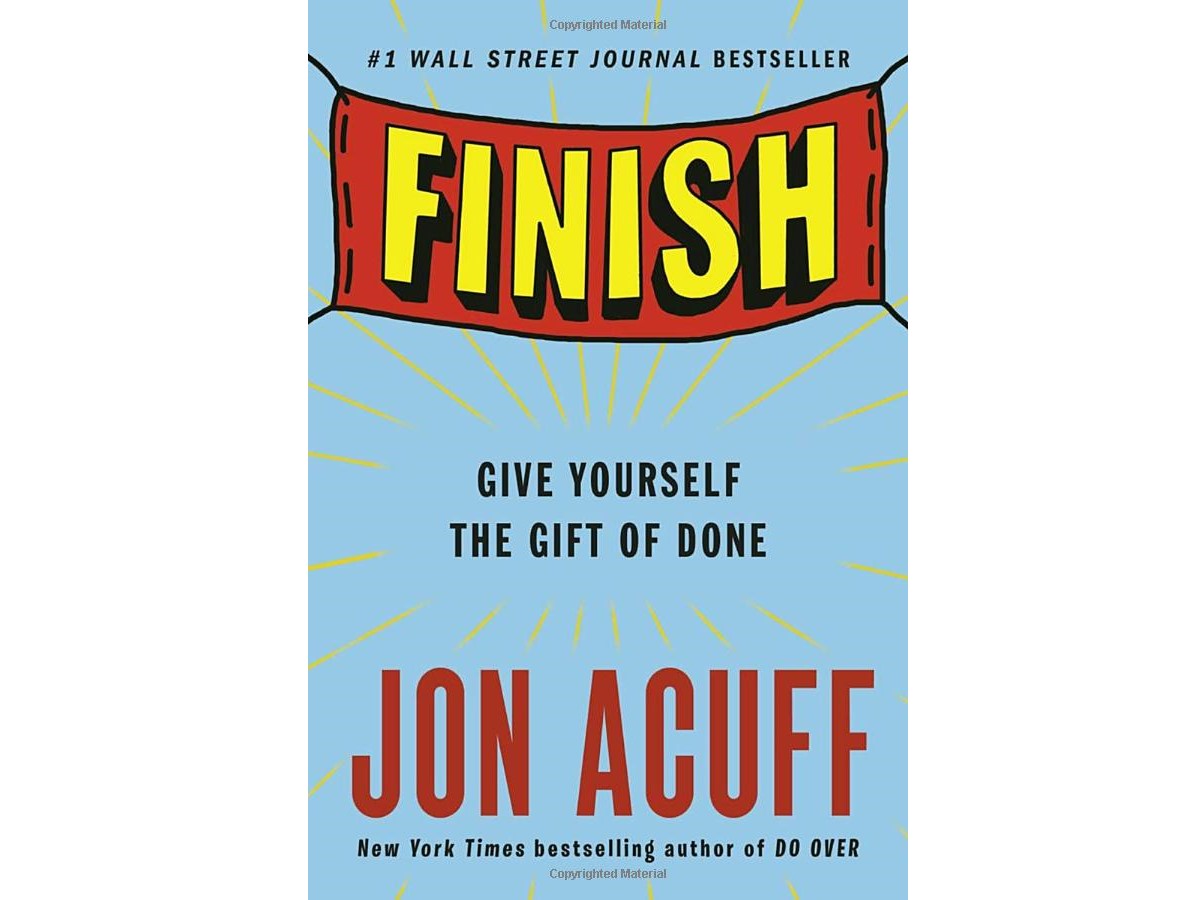 Copyrighted Material
#1 WALL STREET JOURNAL BESTSELLER
FINISH
GIVE YOURSELF
THE GIFT OF DONE
JON ACUFF
New York Times bestselling author of DO OVER
Copyrighted Material